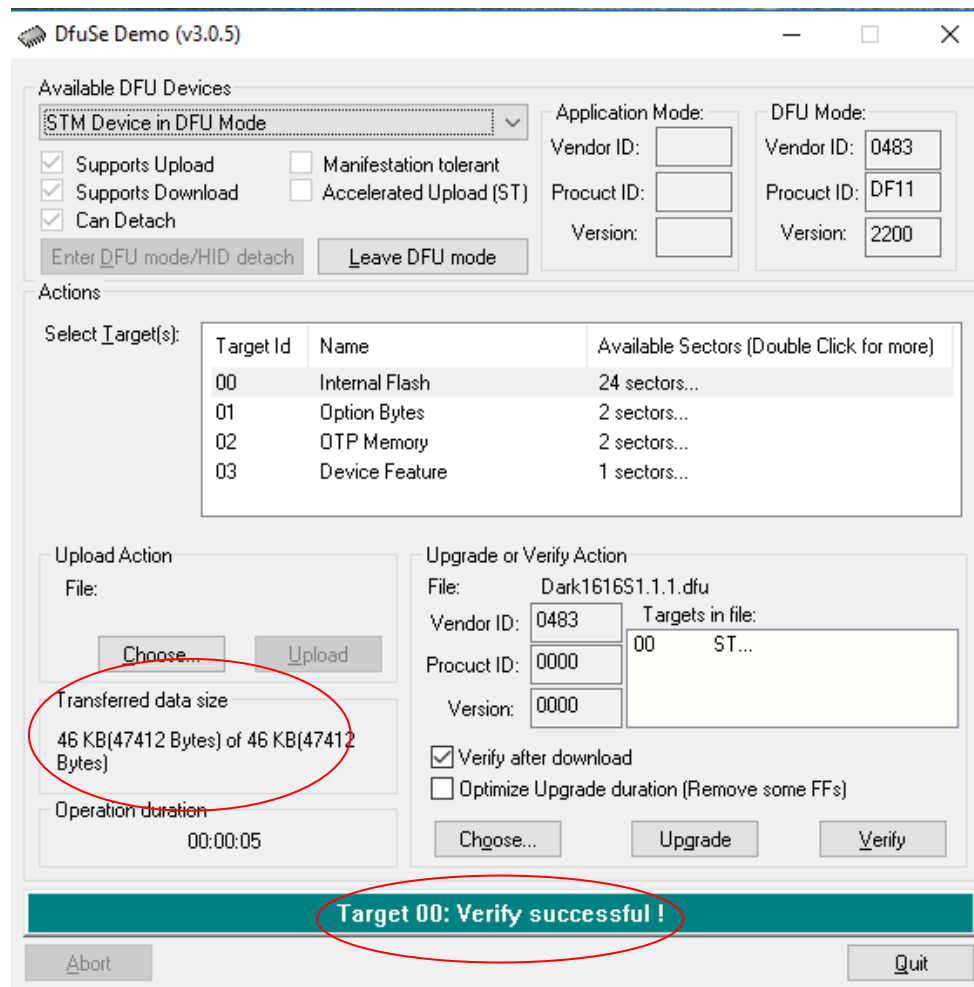 DfuSe Demo (v3.0.5)
Available DFU Devices
STM Device in DFU Mode
Supports Upload
Manifestation tolerant
Supports Download
Accelerated Upload (ST)
Can Detach
Enter DFU mode/HID detach
Leave DFU mode
Application Mode:
Vendor ID:
Procuct ID:
Version:
DFU Mode:
Vendor ID: 0483
Procuct ID: DF11
Version: 2200
Actions
Select Target(s):
Target Id Name Available Sectors (Double Click for more)
00 Internal Flash 24 sectors...
01 Option Bytes 2 sectors...
02 OTP Memory 2 sectors...
03 Device Feature 1 sectors...
Upload Action
File:
Choose... Upload
Transferred data size
46 KB(47412 Bytes) of 46 KB(47412
Bytes)
Operation duration
00:00:05
Upgrade or Verify Action
File: Dark1616S1.1.1.dfu
Vendor ID: 0483
Procuct ID: 0000
Version: 0000
Targets in file:
00 ST...
Verify after download
Optimize Upgrade duration (Remove some FFs)
Choose... Upgrade Verify
Target 00: Verify successful !
Abort Quit